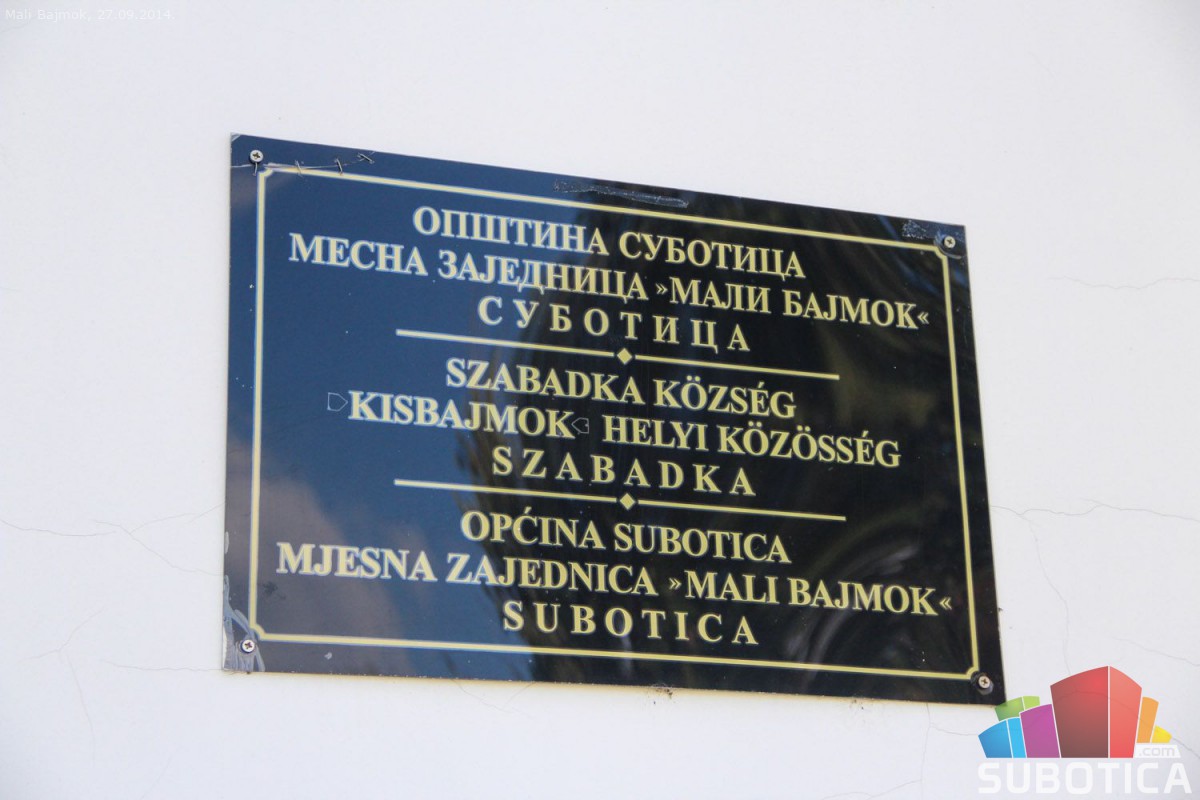 Mali Bajmok, 27.09.2014.
ОПШТИНА СУБОТИЦА
МЕСНА ЗАЈЕДНИЦА »МАЛИ БАЈМОК«
СУБОТИЦА
SZABADKA KÖZSÉG
KISBAJMOK HELYI KÖZÖSSÉG
SZABADKA
OPĆINA SUBOTICA
MJESNA ZAJEDNICA »MALI BAJMOK«
SUBOTICA
.com
SUBOTICA